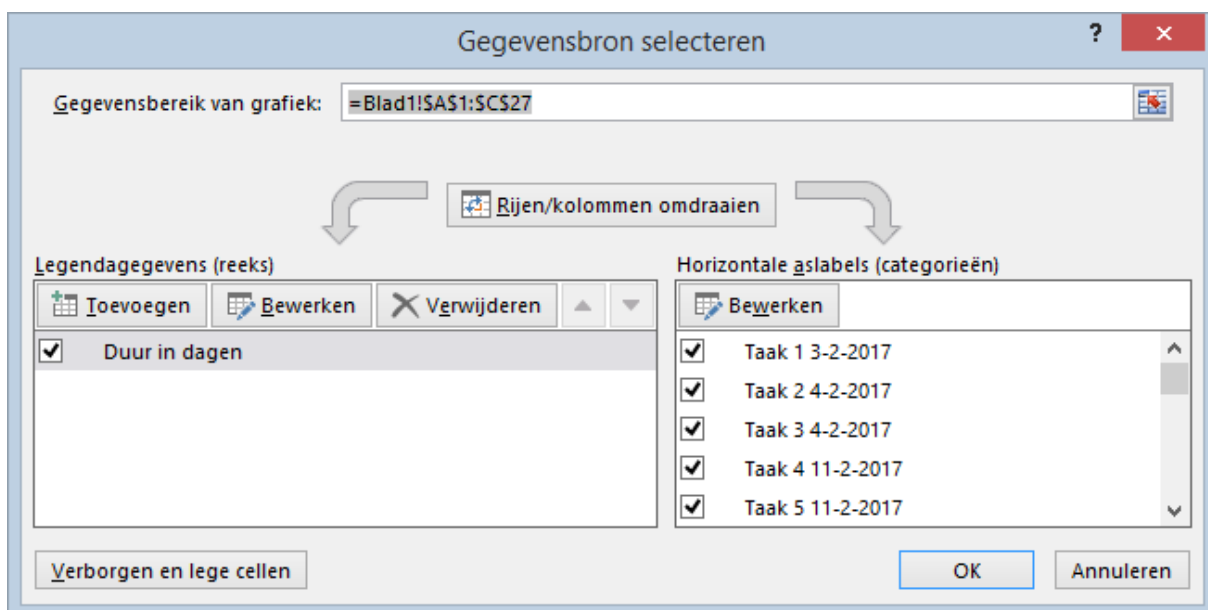 Gegevensbron selecteren
?
Gegevensbereik van grafiek: =Blad1!$A$1:$C$27
Rijen/kolommen omdraaien
Legendagegevens (reeks)
Toevoegen Bewerken Verwijderen
Duur in dagen
Horizontale aslabels (categorieën)
Bewerken
Taak 1 3-2-2017
Taak 2 4-2-2017
Taak 3 4-2-2017
Taak 4 11-2-2017
Taak 5 11-2-2017
Verborgen en lege cellen
OK
Annuleren